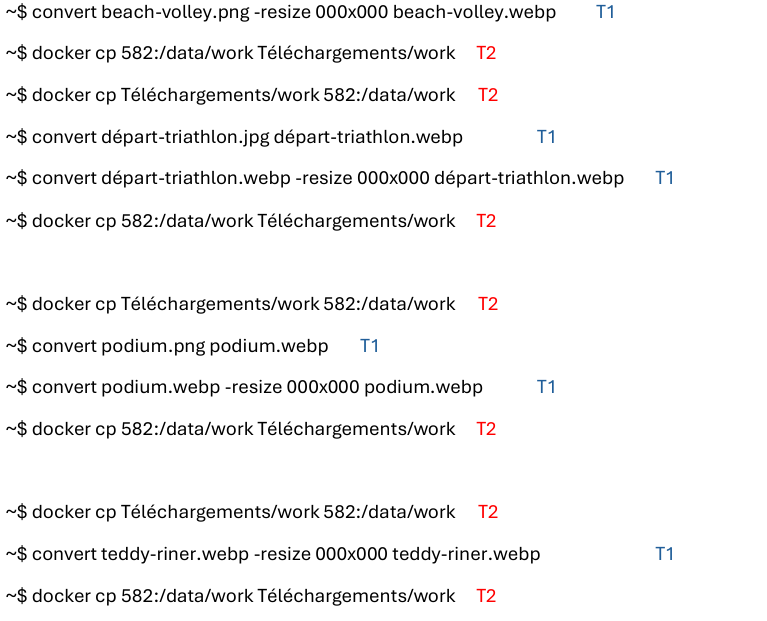 ~$ convert beach-volley.png -resize 000x000 beach-volley.webp T1
~$ docker cp 582:/data/work Téléchargements/work T2
~$ docker cp Téléchargements/work 582:/data/work T2
~$ convert départ-triathlon.jpg départ-triathlon.webp T1
~$ convert départ-triathlon.webp -resize 000x000 départ-triathlon.webp T1
~$ docker cp 582:/data/work Téléchargements/work T2
~$ docker cp Téléchargements/work 582:/data/work T2
~$ convert podium.png podium.webp T1
~$ convert podium.webp -resize 000x000 podium.webp T1
~$ docker cp 582:/data/work Téléchargements/work T2
~$ docker cp Téléchargements/work 582:/data/work T2
~$ convert teddy-riner.webp -resize 000x000 teddy-riner.webp T1
~$ docker cp 582:/data/work Téléchargements/work T2